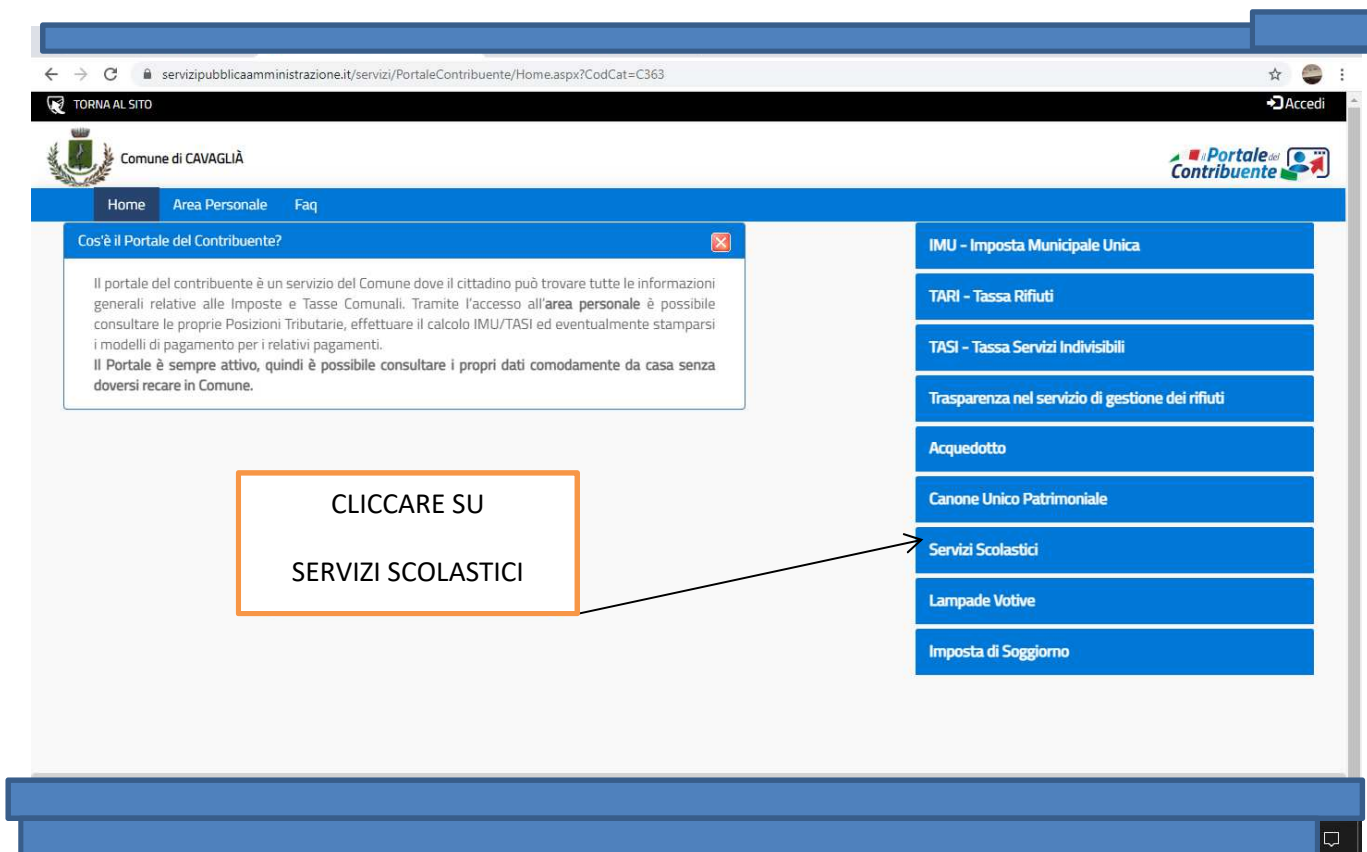 servizipubblicaamministrazione.it/servizi/PortaleContribuente/Home.aspx?CodCat=C363
TORNA AL SITO
Accedi
Comune di CAVAGLIÀ
il Portale del
Contribuente
Home Area Personale Faq
Cos'è il Portale del Contribuente?
Il portale del contribuente è un servizio del Comune dove il cittadino può trovare tutte le informazioni
generali relative alle Imposte e Tasse Comunali. Tramite l'accesso all'area personale è possibile
consultare le proprie Posizioni Tributarie, effettuare il calcolo IMU/TASI ed eventualmente stamparsi
i modelli di pagamento per i relativi pagamenti.
Il Portale è sempre attivo, quindi è possibile consultare i propri dati comodamente da casa senza
doversi recare in Comune.
CLICCARE SU
SERVIZI SCOLASTICI
IMU - Imposta Municipale Unica
TARI - Tassa Rifiuti
TASI - Tassa Servizi Indivisibili
Trasparenza nel servizio di gestione dei rifiuti
Acquedotto
Canone Unico Patrimoniale
Servizi Scolastici
Lampade Votive
Imposta di Soggiorno